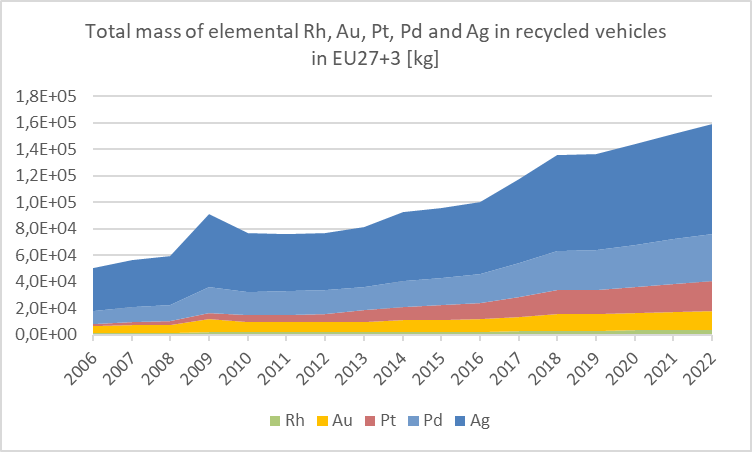 Total mass of elemental Rh, Au, Pt, Pd and Ag in recycled vehicles
in EU27+3 [kg]
1,8E+05
1,6E+05
1,4E+05
1,2E+05
1,0E+05
8,0E+04
6,0E+04
4,0E+04
2,0E+04
0,0E+00
2006 2007 2008 2009 2010 2011 2012 2013 2014 2015 2016 2017 2018 2019 2020 2021 2022
Rh Au Pt Pd Ag